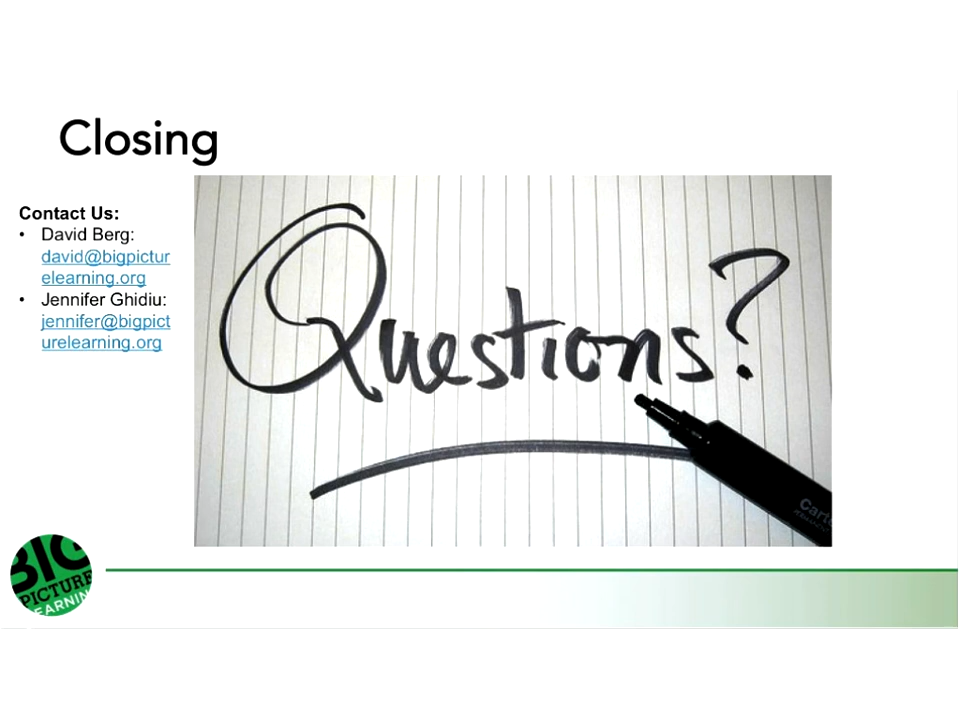 Closing
Contact Us:
• David Berg:
david@bigpictur
elearning.org
• Jennifer Ghidiu:
jennifer@bigpict
urelearning.org
Questions?
BIG
PICTURE
LEARNING